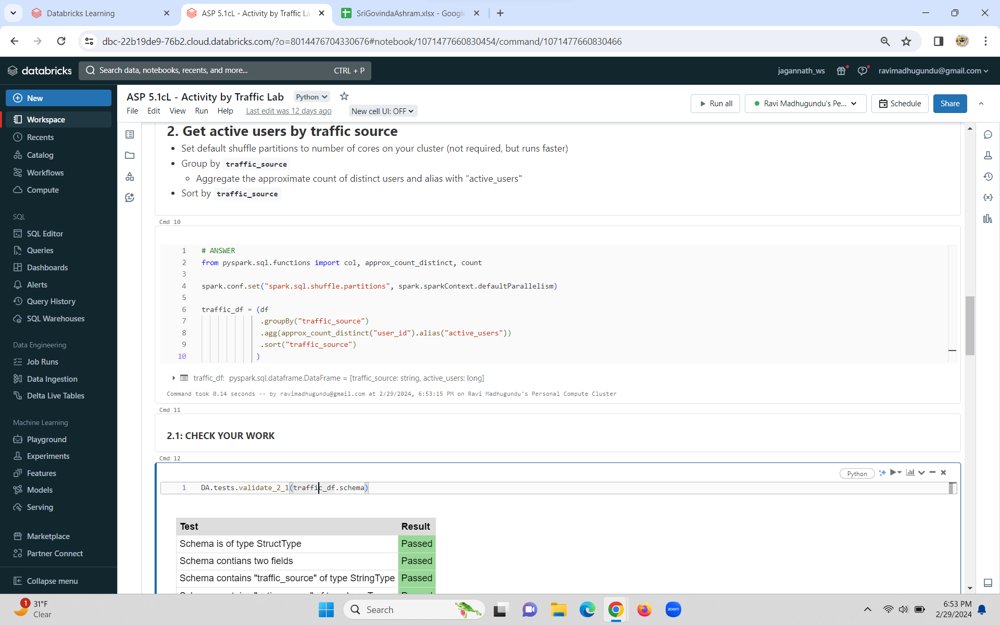 Databricks Learning
ASP 5.1cL - Activity by Traffic La
SriGovindaAshram.xlsx - Google
dbc-22b19de9-76b2.cloud.databricks.com/?o=8014476704330676#notebook/1071477660830454/command/1071477660830466
databricks
Search data, notebooks, recents, and more...
CTRL + P
jagannath_ws
ravimadhugundu@gmail.com
New
Workspace
Recents
Catalog
Workflows
Compute
SQL
SQL Editor
Queries
Dashboards
Alerts
Query History
SQL Warehouses
Data Engineering
Job Runs
Data Ingestion
Delta Live Tables
Machine Learning
Playground
Experiments
Features
Models
Serving
Marketplace
Partner Connect
Collapse menu
ASP 5.1cL - Activity by Traffic Lab
Python
File Edit View Run Help Last edit was 12 days ago New cell UI: OFF
Run all
Ravi Madhugundu's Pe...
Schedule
Share
2. Get active users by traffic source
• Set default shuffle partitions to number of cores on your cluster (not required, but runs faster)
• Group by traffic_source
◦ Aggregate the approximate count of distinct users and alias with "active_users"
• Sort by traffic_source
Cmd 10
1 # ANSWER
2 from pyspark.sql.functions import col, approx_count_distinct, count
3
4 spark.conf.set("spark.sql.shuffle.partitions", spark.sparkContext.defaultParallelism)
5
6 traffic_df = (df
7 .groupBy("traffic_source")
8 .agg(approx_count_distinct("user_id").alias("active_users"))
9 .sort("traffic_source")
10 )
traffic_df: pyspark.sql.dataframe.DataFrame = [traffic_source: string, active_users: long]
Command took 0.14 seconds -- by ravimadhugundu@gmail.com at 2/29/2024, 6:53:15 PM on Ravi Madhugundu's Personal Compute Cluster
Cmd 11
2.1: CHECK YOUR WORK
Cmd 12
Python
1 DA.tests.validate_2_1(traffic_df.schema)
Test Result
Schema is of type StructType Passed
Schema contians two fields Passed
Schema contains "traffic_source" of type StringType Passed
1
31°F
Clear
Search
zoom
6:53 PM
2/29/2024